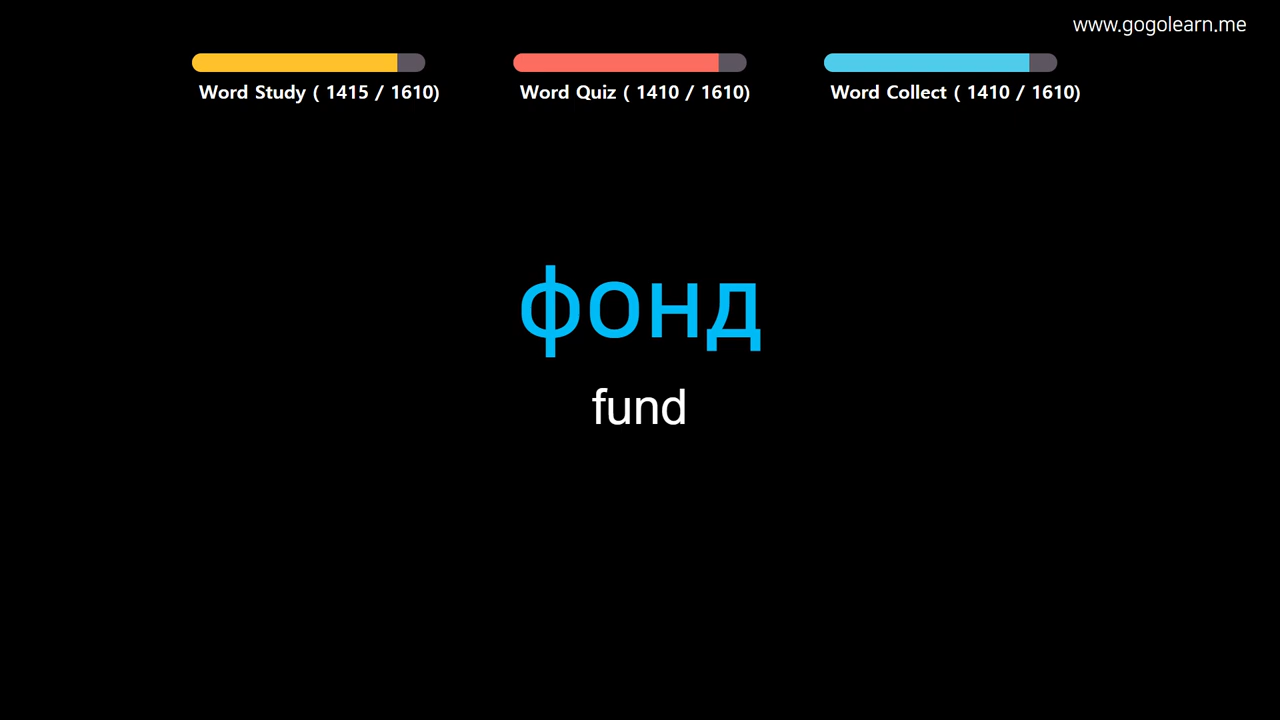 www.gogolearn.me
Word Study ( 1415 / 1610)
Word Quiz ( 1410 / 1610)
Word Collect ( 1410 / 1610)
фонд
fund